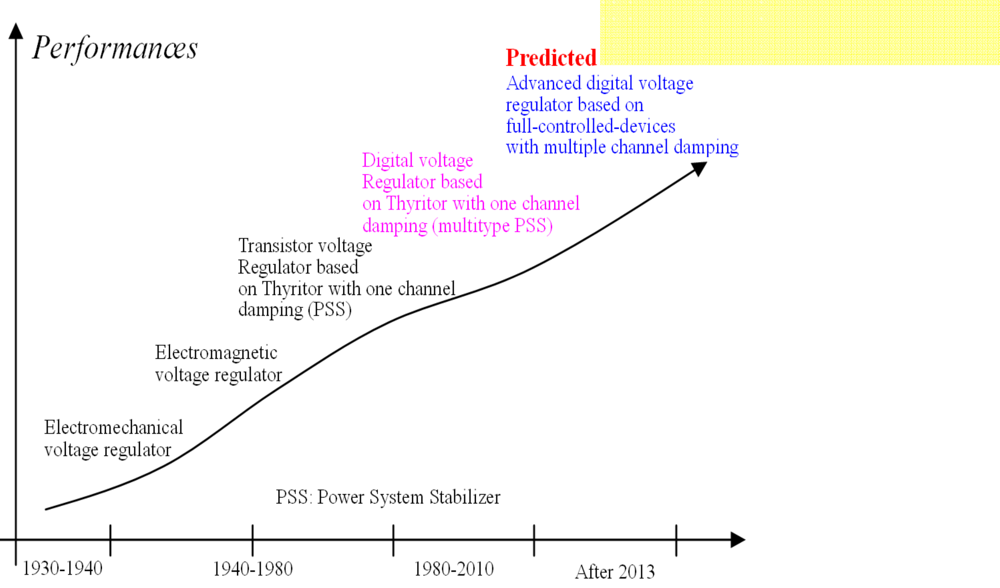 Performances
Predicted
Advanced digital voltage
regulator based on
full-controlled-devices
with multiple channel damping
Digital voltage
Regulator based
on Thyritor with one channel
damping (multitype PSS)
Transistor voltage
Regulator based
on Thyritor with one channel
damping (PSS)
Electromagnetic
voltage regulator
Electromechanical
voltage regulator
PSS: Power System Stabilizer
1930-1940
1940-1980
1980-2010
After 2013